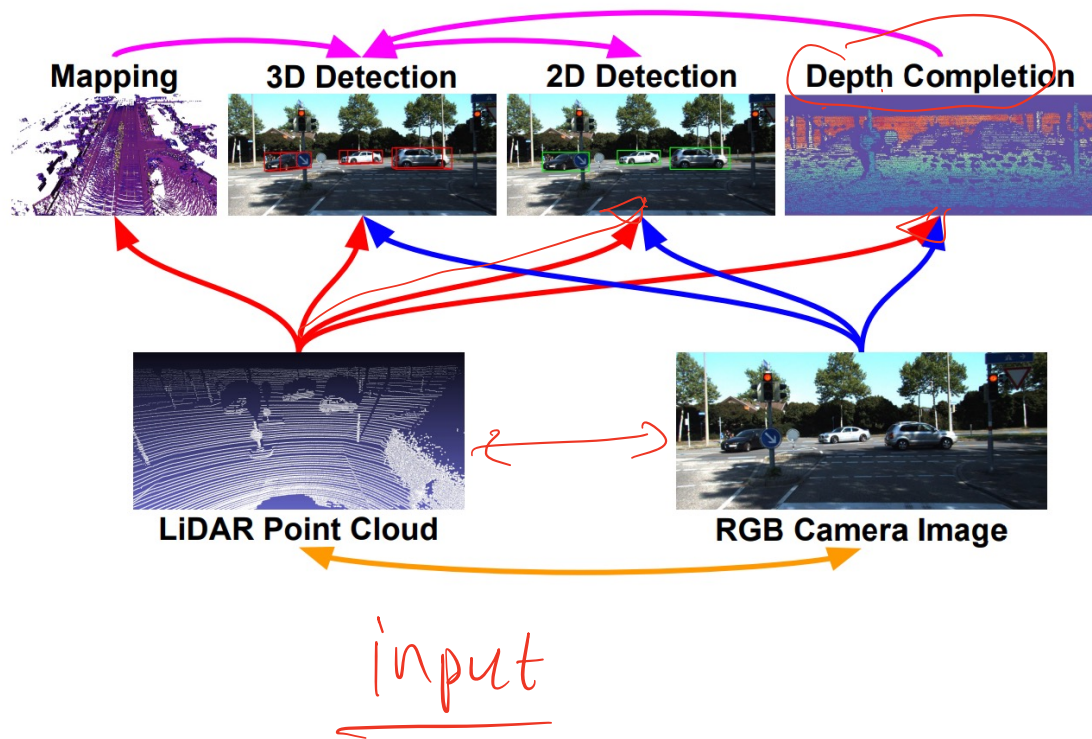 Mapping
3D Detection
2D Detection
Depth Completion
LiDAR Point Cloud
RGB Camera Image
input